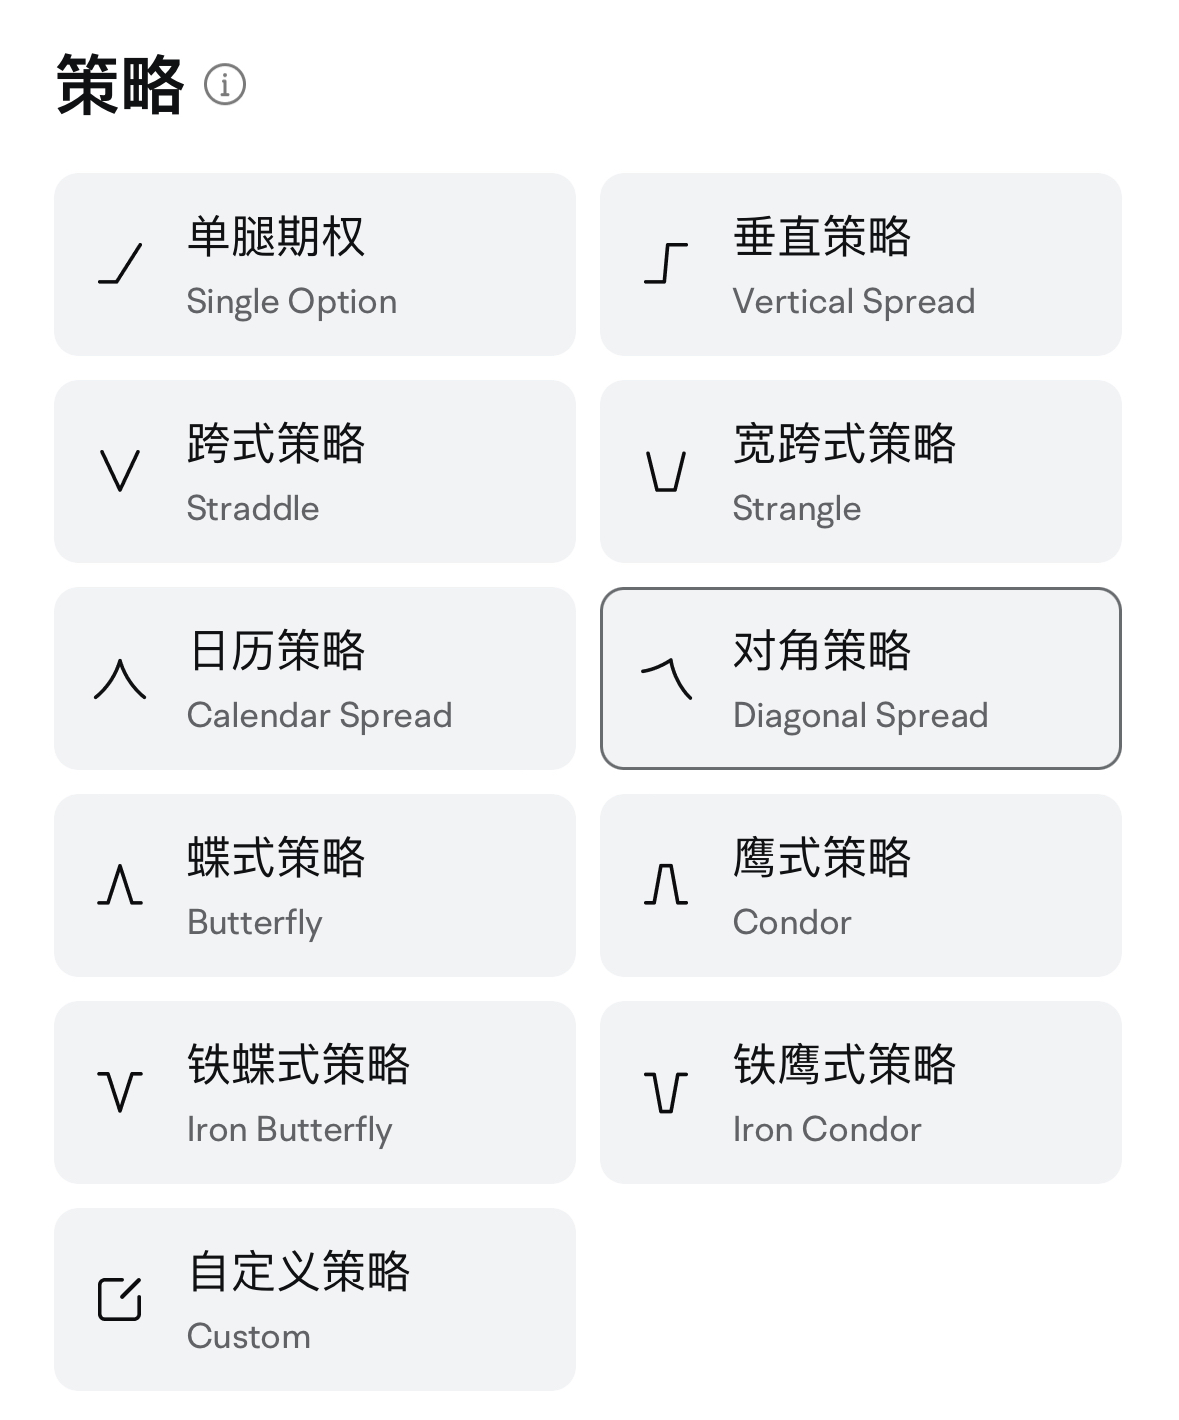 策略
单腿期权
Single Option
垂直策略
Vertical Spread
跨式策略
Straddle
宽跨式策略
Strangle
日历策略
Calendar Spread
对角策略
Diagonal Spread
蝶式策略
Butterfly
鹰式策略
Condor
铁蝶式策略
Iron Butterfly
铁鹰式策略
Iron Condor
自定义策略
Custom